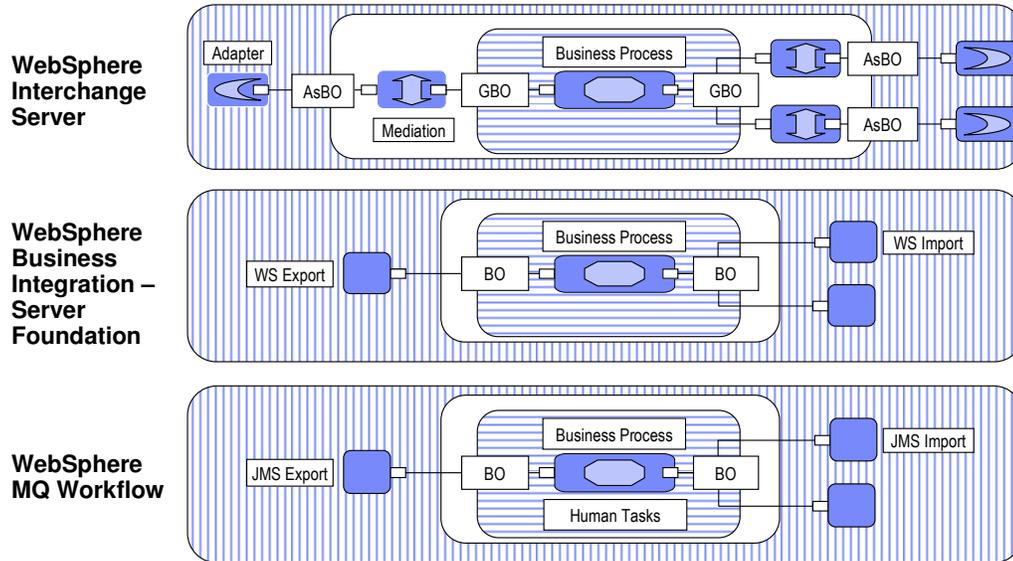 WebSphere
Interchange
Server
Adapter
AsBO
Mediation
GBO
Business Process
GBO
AsBO
AsBO
WebSphere
Business
Integration –
Server
Foundation
WS Export
BO
Business Process
BO
WS Import
WebSphere
MQ Workflow
JMS Export
BO
Business Process
Human Tasks
BO
JMS Import